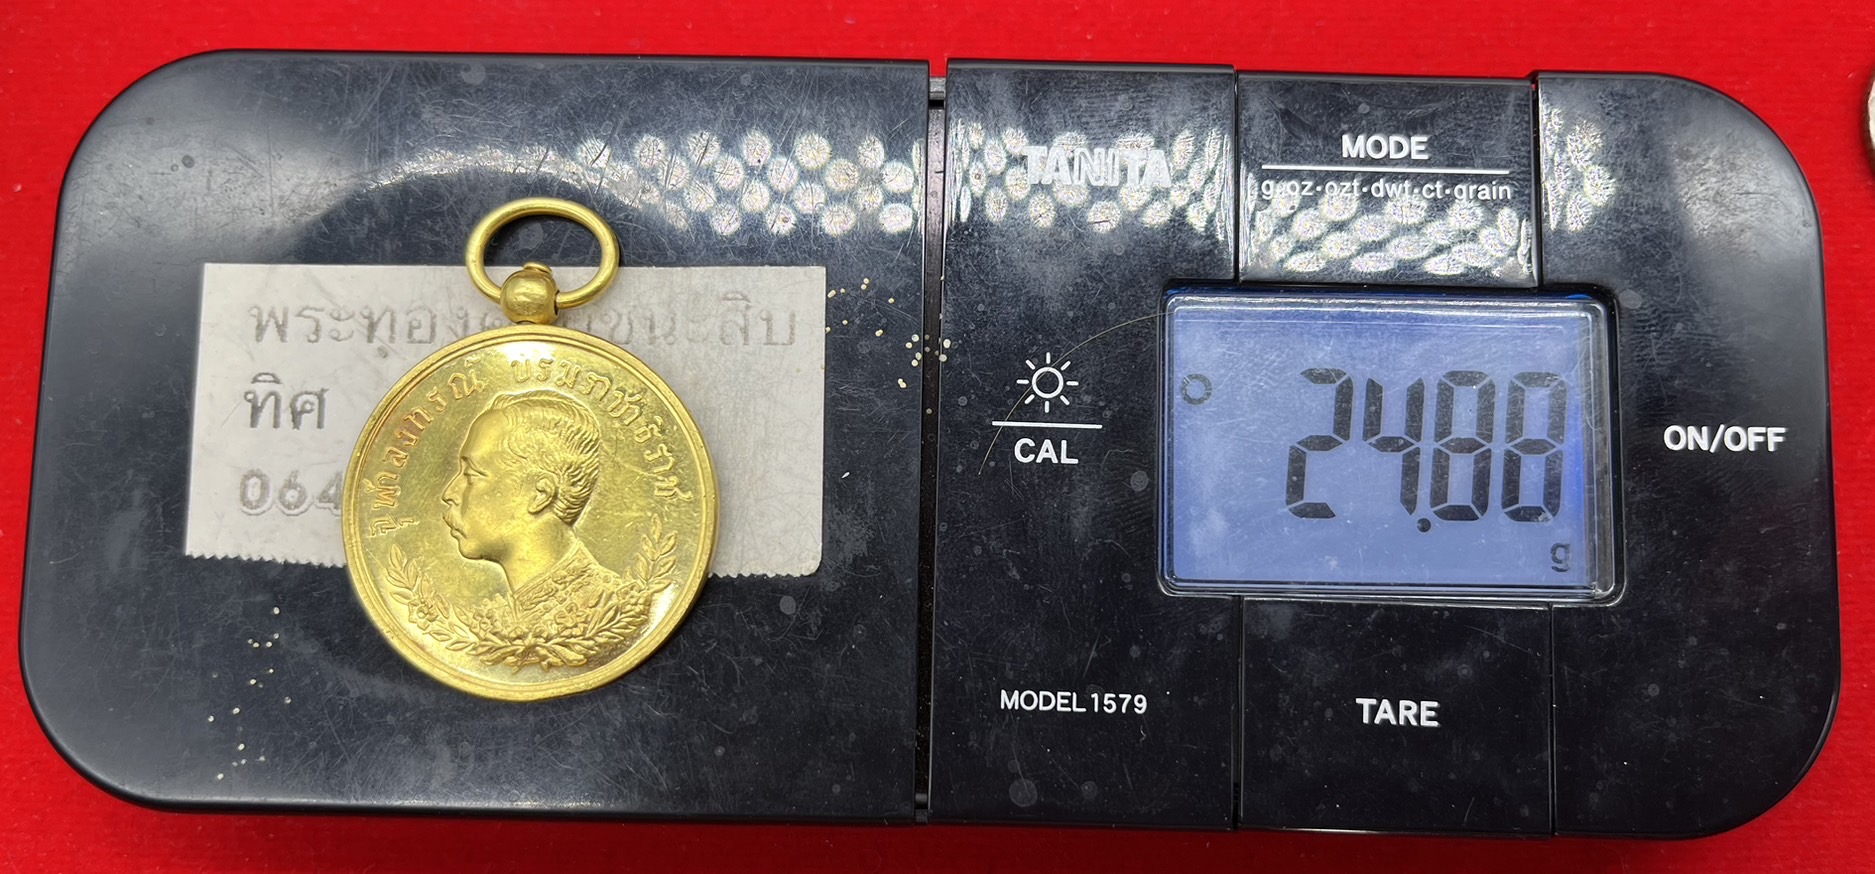 พระทอง
ทิศ
064
จุฬาลงกรณ์ บรมราชาธิราช
TANITA
MODE
g·oz·ozt·dwt·ct·grain
CAL
24.88
g
ON/OFF
MODEL 1579
TARE